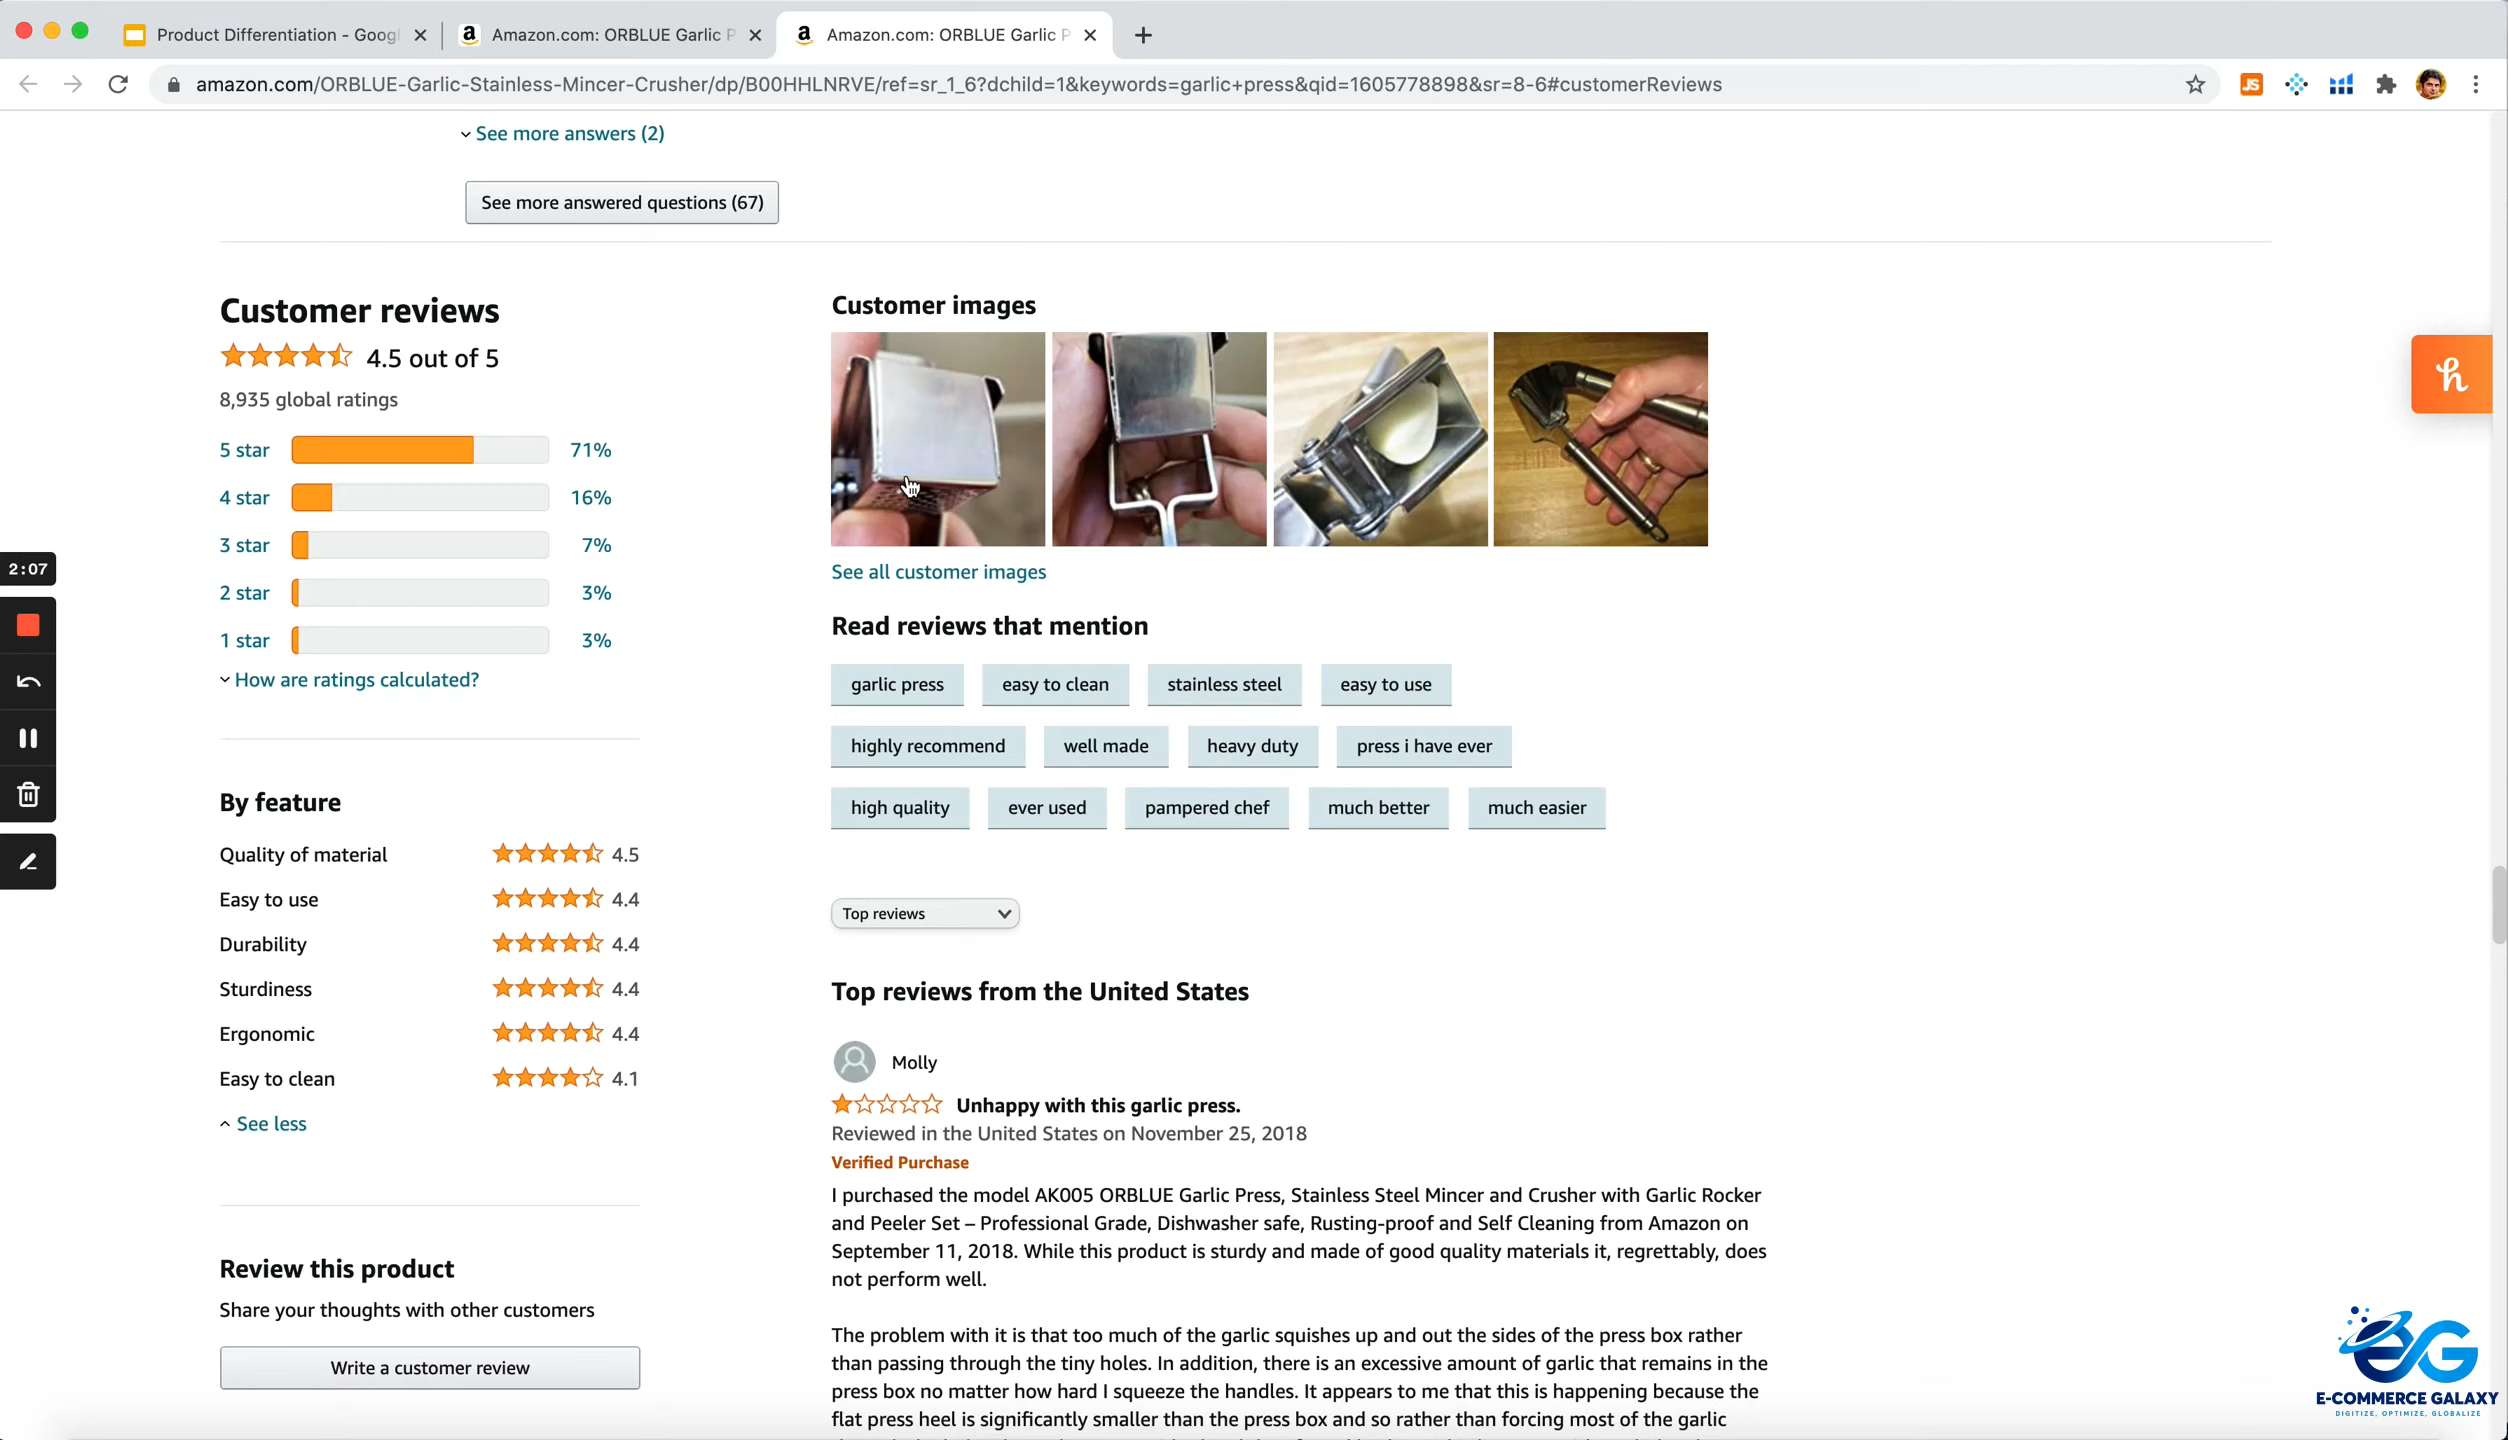 Product Differentiation - Googl
Amazon.com: ORBLUE Garlic P
Amazon.com: ORBLUE Garlic P
amazon.com/ORBLUE-Garlic-Stainless-Mincer-Crusher/dp/B00HHLNRVE/ref=sr_1_6?dchild=1&keywords=garlic+press&qid=1605778898&sr=8-6#customerReviews
JS
See more answers (2)
See more answered questions (67)
Customer reviews
4.5 out of 5
8,935 global ratings
5 star 71%
4 star 16%
3 star 7%
2 star 3%
1 star 3%
How are ratings calculated?
2:07
By feature
Quality of material 4.5
Easy to use 4.4
Durability 4.4
Sturdiness 4.4
Ergonomic 4.4
Easy to clean 4.1
See less
Review this product
Share your thoughts with other customers
Write a customer review
Customer images
See all customer images
Read reviews that mention
garlic press easy to clean stainless steel easy to use
highly recommend well made heavy duty press i have ever
high quality ever used pampered chef much better much easier
Top reviews
Top reviews from the United States
Molly
Unhappy with this garlic press.
Reviewed in the United States on November 25, 2018
Verified Purchase
I purchased the model AK005 ORBLUE Garlic Press, Stainless Steel Mincer and Crusher with Garlic Rocker
and Peeler Set – Professional Grade, Dishwasher safe, Rusting-proof and Self Cleaning from Amazon on
September 11, 2018. While this product is sturdy and made of good quality materials it, regrettably, does
not perform well.
The problem with it is that too much of the garlic squishes up and out the sides of the press box rather
than passing through the tiny holes. In addition, there is an excessive amount of garlic that remains in the
press box no matter how hard I squeeze the handles. It appears to me that this is happening because the
flat press heel is significantly smaller than the press box and so rather than forcing most of the garlic
h
E-COMMERCE GALAXY
DIGITIZE, OPTIMIZE, GLOBALIZE